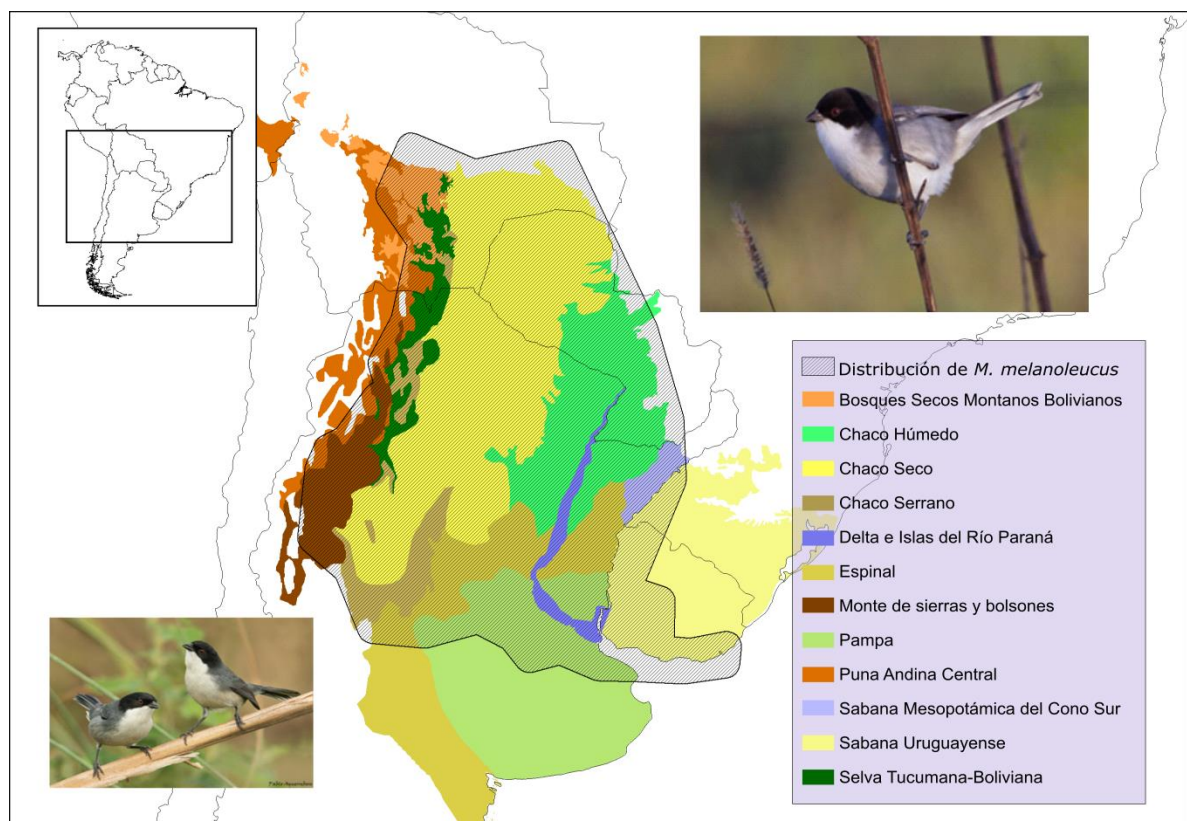 Distribución de M. melanoleucus
Bosques Secos Montanos Bolivianos
Chaco Húmedo
Chaco Seco
Chaco Serrano
Delta e Islas del Río Paraná
Espinal
Monte de sierras y bolsones
Pampa
Puna Andina Central
Sabana Mesopotámica del Cono Sur
Sabana Uruguayense
Selva Tucumana-Boliviana